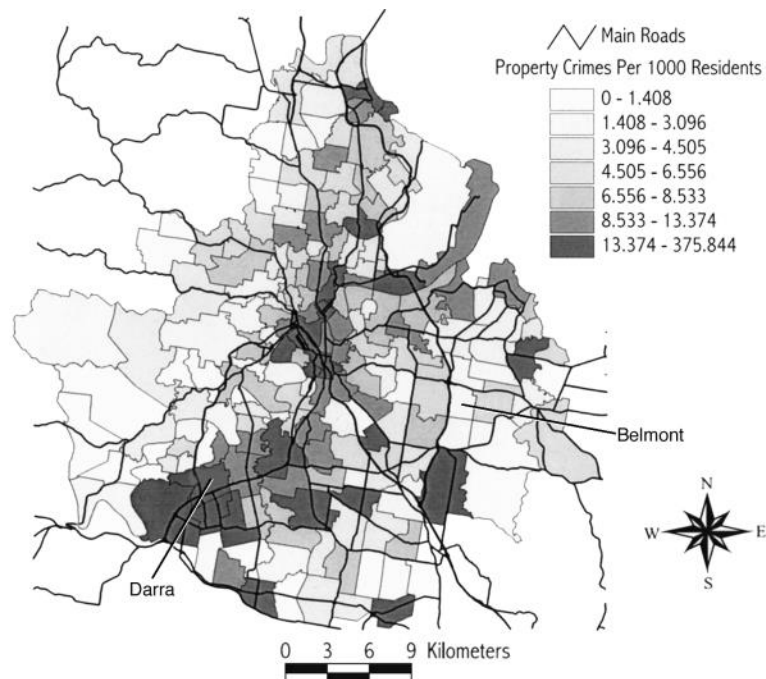 Main Roads
Property Crimes Per 1000 Residents
0 - 1.408
1.408 - 3.096
3.096 - 4.505
4.505 - 6.556
6.556 - 8.533
8.533 - 13.374
13.374 - 375.844
Belmont
Darra
N
W E
S
0 3 6 9 Kilometers